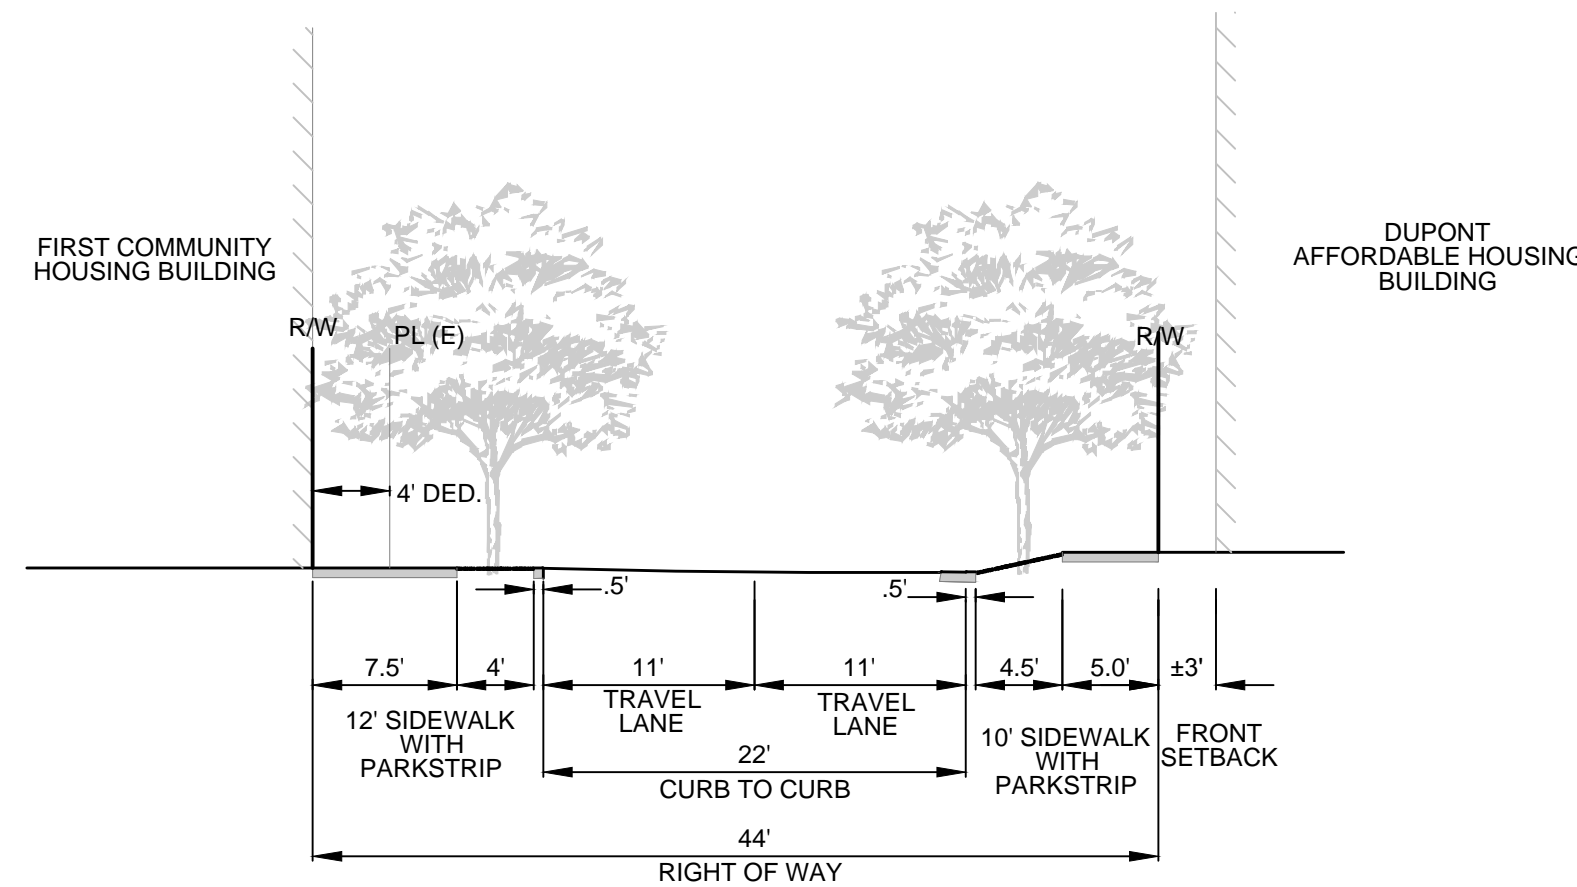 FIRST COMMUNITY
HOUSING BUILDING
DUPONT
AFFORDABLE HOUSING
BUILDING
R/W
PL (E)
R/W
4' DED.
.5'
.5'
7.5'
4'
11'
11'
4.5'
5.0'
±3'
TRAVEL
LANE
TRAVEL
LANE
12' SIDEWALK
WITH
PARKSTRIP
10' SIDEWALK
WITH
PARKSTRIP
FRONT
SETBACK
22'
CURB TO CURB
44'
RIGHT OF WAY